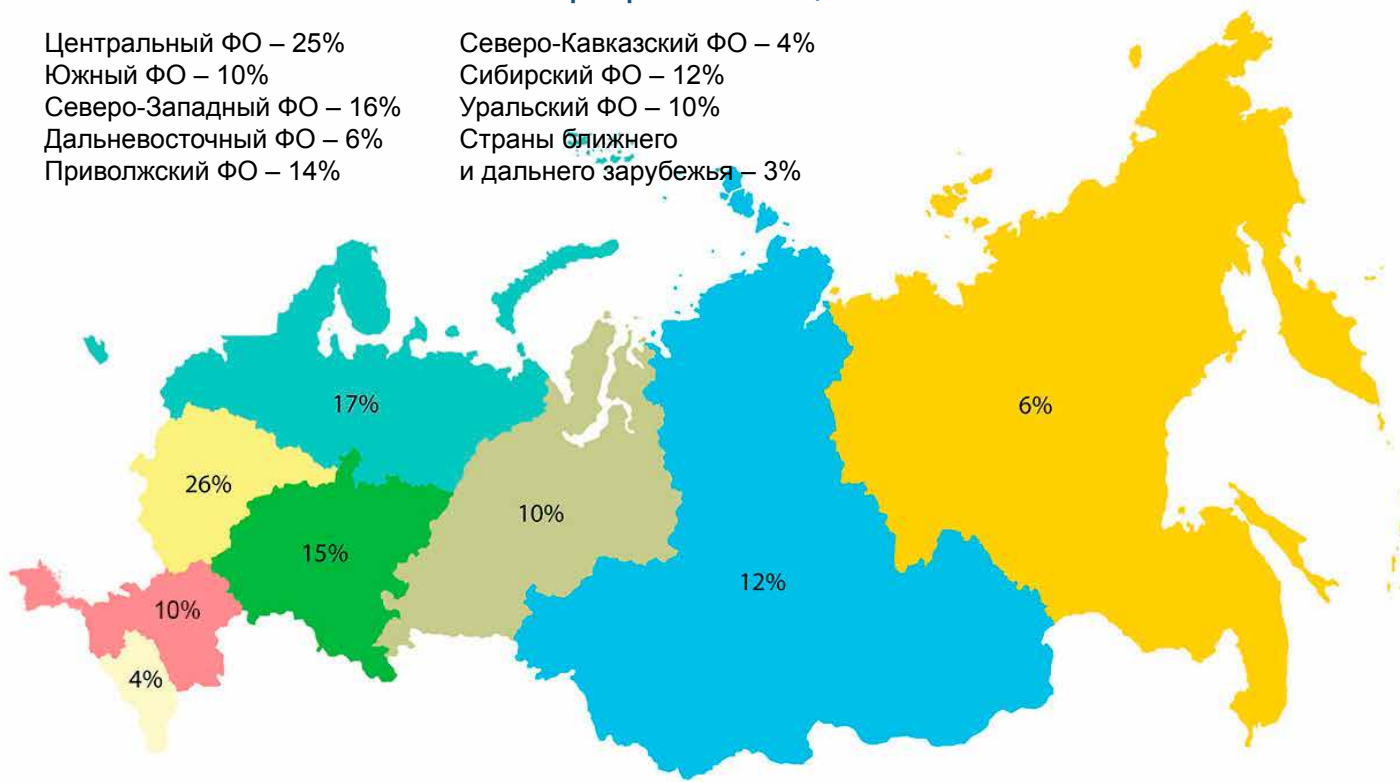 Центральный ФО – 25%
Южный ФО – 10%
Северо-Западный ФО – 16%
Дальневосточный ФО – 6%
Приволжский ФО – 14%
Северо-Кавказский ФО – 4%
Сибирский ФО – 12%
Уральский ФО – 10%
Страны ближнего
и дальнего зарубежья – 3%
17%
6%
26%
10%
15%
12%
10%
4%